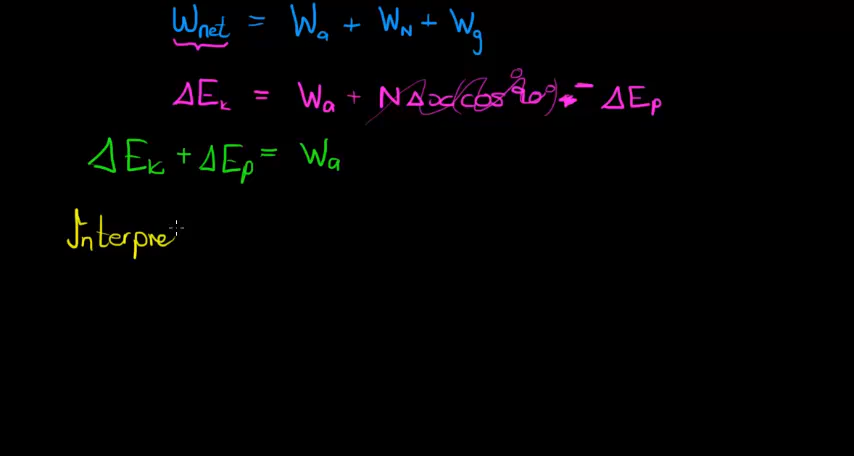 Wnet = Wa + WN + Wg
ΔEk = Wa + NΔx(cos 90°) - ΔEp
ΔEk + ΔEp = Wa
Interpre